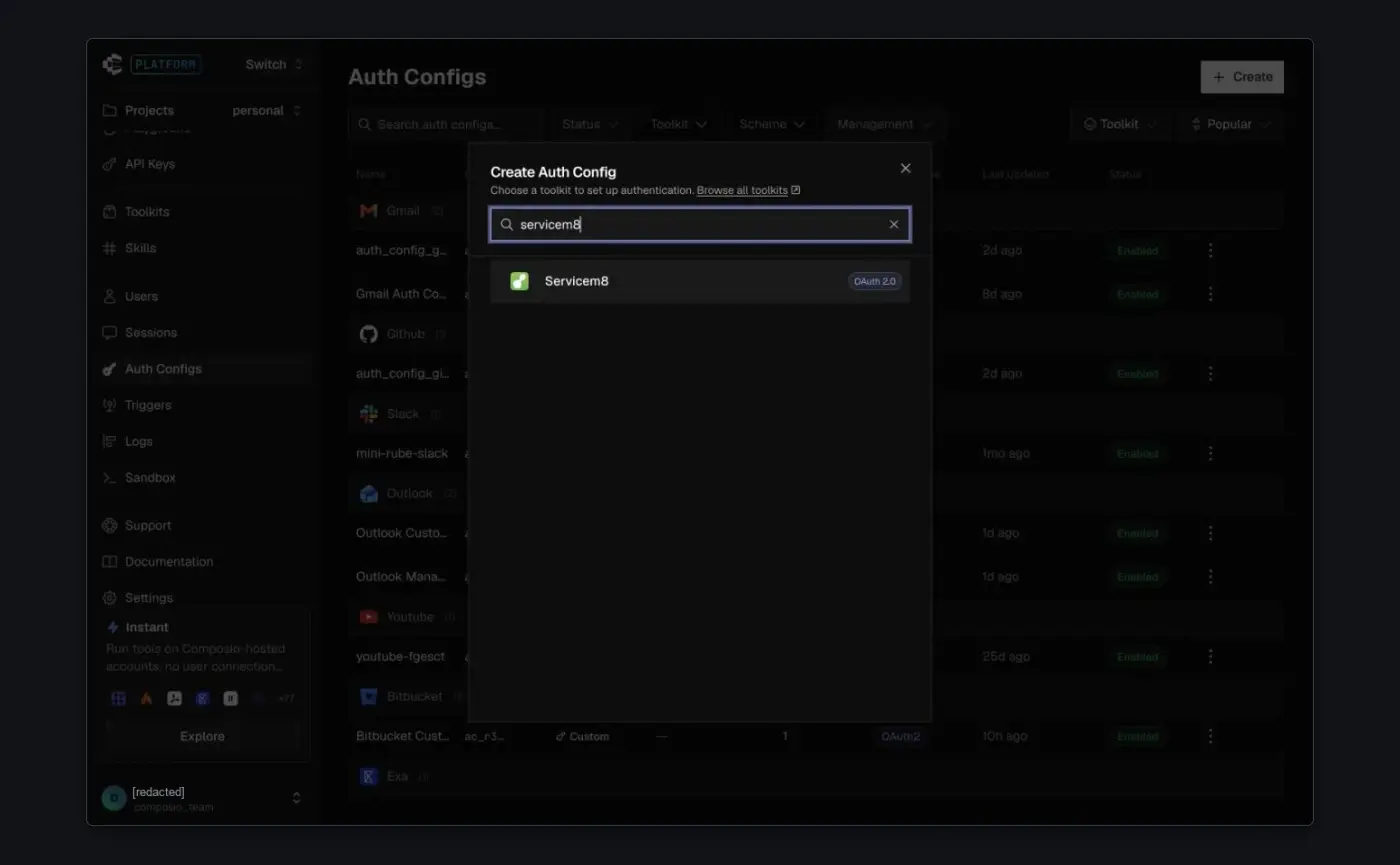 PLATFORM
Switch
Projects
personal
API Keys
Toolkits
Skills
Users
Sessions
Auth Configs
Triggers
Logs
Sandbox
Support
Documentation
Settings
Instant
Run tools on Composio-hosted
accounts, no user connection...
+77
Explore
[redacted]
composio_team
Auth Configs
+ Create
Search auth configs...
Status
Toolkit
Scheme
Management
Toolkit
Popular
Name
Last updated
Status
Gmail
auth_config_g...
2d ago
Enabled
Gmail Auth Co...
8d ago
Enabled
Github
auth_config_gi...
2d ago
Enabled
Slack
mini-rube-slack
1mo ago
Enabled
Outlook
Outlook Custo...
1d ago
Enabled
Outlook Mana...
1d ago
Enabled
Youtube
youtube-fgesct
25d ago
Enabled
Bitbucket
Bitbucket Cust...
ac_r3...
Custom
—
1
OAuth2
10h ago
Enabled
Exa
Create Auth Config
Choose a toolkit to set up authentication. Browse all toolkits
servicem8
Servicem8
OAuth 2.0